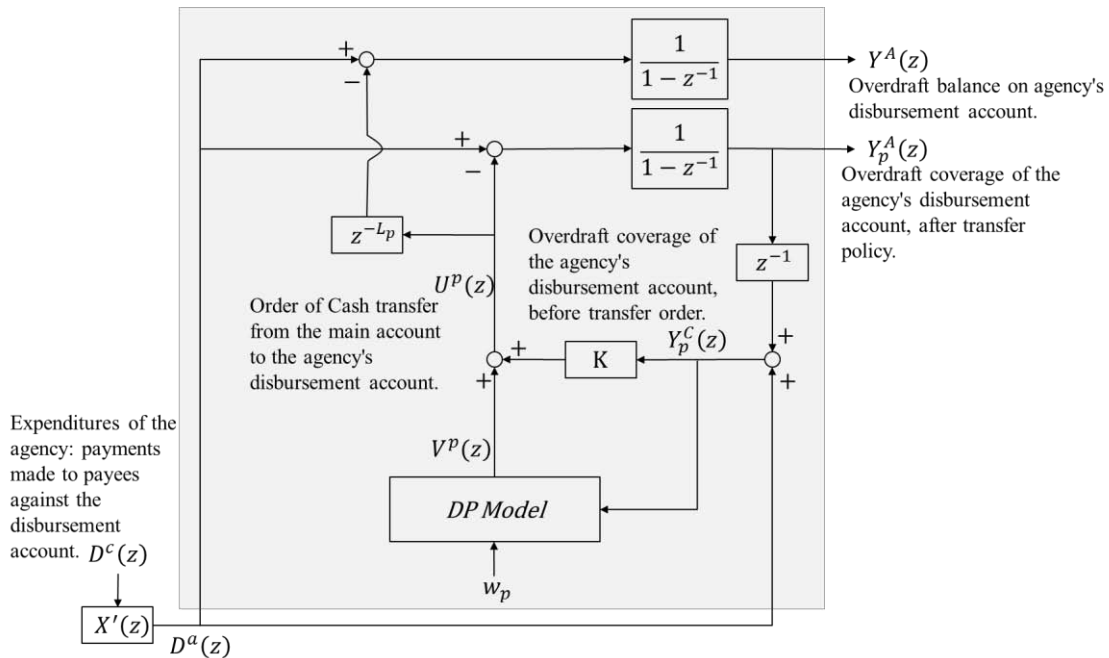 +
−
1
1 − z⁻¹
Y^A(z)
Overdraft balance on agency's
disbursement account.
+
−
1
1 − z⁻¹
Y_p^A(z)
Overdraft coverage of the
agency's disbursement
account, after transfer
policy.
z^{-L_p}
Overdraft coverage of
the agency's
disbursement account,
before transfer order.
z⁻¹
U^p(z)
Order of Cash transfer
from the main account
to the agency's
disbursement account.
+
+
K
Y_p^C(z)
+
+
Expenditures of the
agency: payments
made to payees
against the
disbursement
account. D^c(z)
V^p(z)
DP Model
w_p
X'(z)
D^a(z)